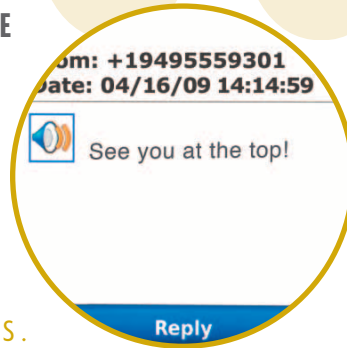 E
om: +19495559301
Date: 04/16/09 14:14:59
See you at the top!
Reply
S.